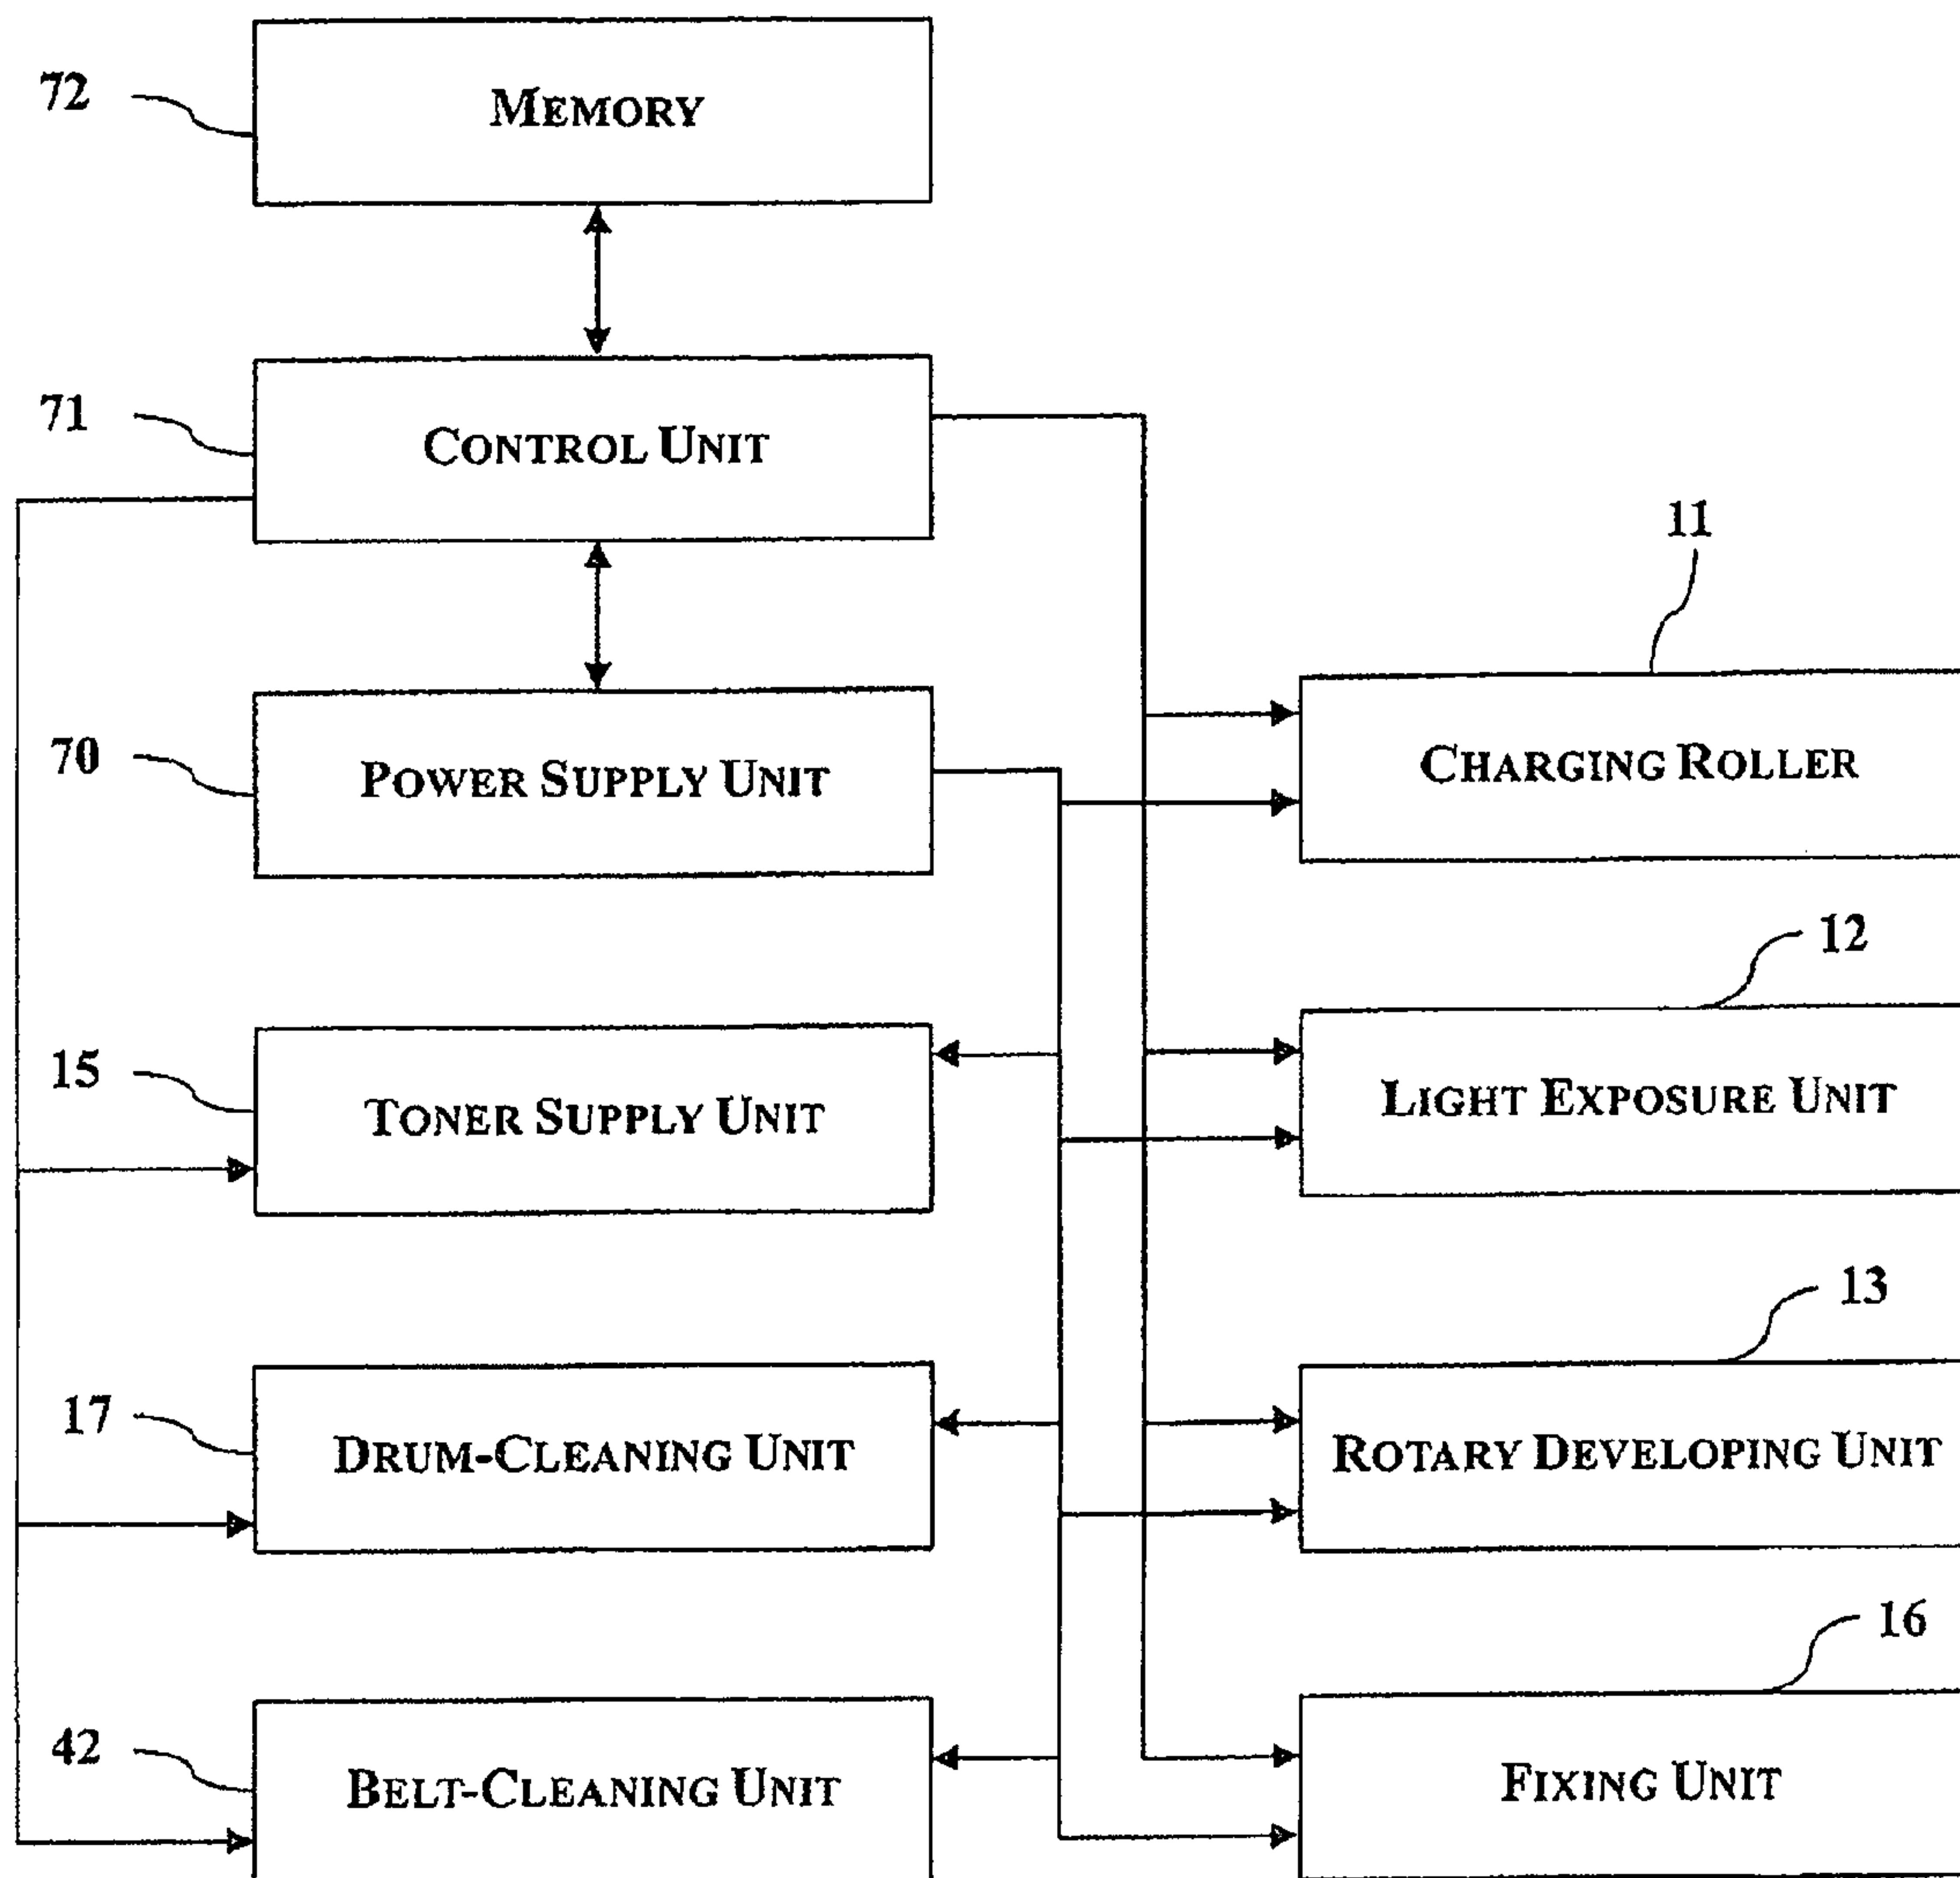 72
MEMORY
71
CONTROL UNIT
11
70
POWER SUPPLY UNIT
CHARGING ROLLER
12
15
TONER SUPPLY UNIT
LIGHT EXPOSURE UNIT
13
17
DRUM-CLEANING UNIT
ROTARY DEVELOPING UNIT
16
42
BELT-CLEANING UNIT
FIXING UNIT